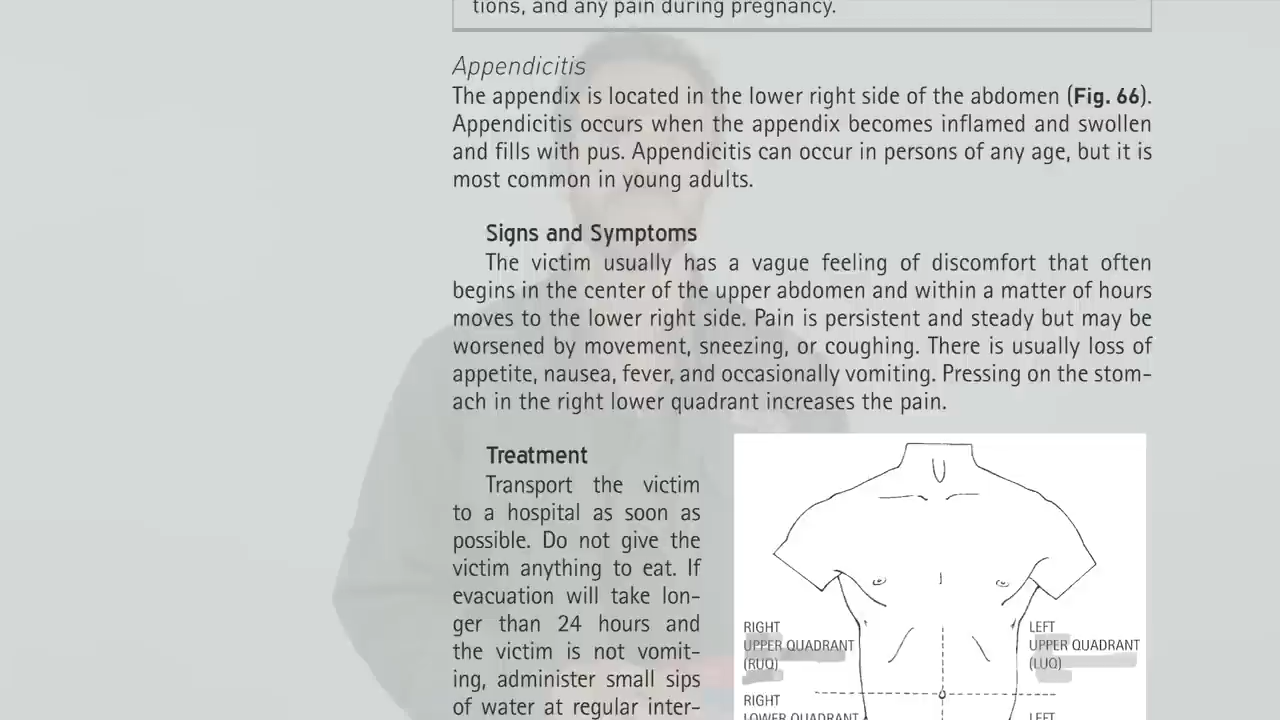 tions, and any pain during pregnancy.
Appendicitis
The appendix is located in the lower right side of the abdomen (Fig. 66).
Appendicitis occurs when the appendix becomes inflamed and swollen
and fills with pus. Appendicitis can occur in persons of any age, but it is
most common in young adults.
Signs and Symptoms
The victim usually has a vague feeling of discomfort that often
begins in the center of the upper abdomen and within a matter of hours
moves to the lower right side. Pain is persistent and steady but may be
worsened by movement, sneezing, or coughing. There is usually loss of
appetite, nausea, fever, and occasionally vomiting. Pressing on the stom-
ach in the right lower quadrant increases the pain.
Treatment
Transport the victim
to a hospital as soon as
possible. Do not give the
victim anything to eat. If
evacuation will take lon-
ger than 24 hours and
the victim is not vomit-
ing, administer small sips
of water at regular inter-
RIGHT
UPPER QUADRANT
(RUQ)
LEFT
UPPER QUADRANT
(LUQ)
RIGHT
LOWER QUADRANT
LEFT